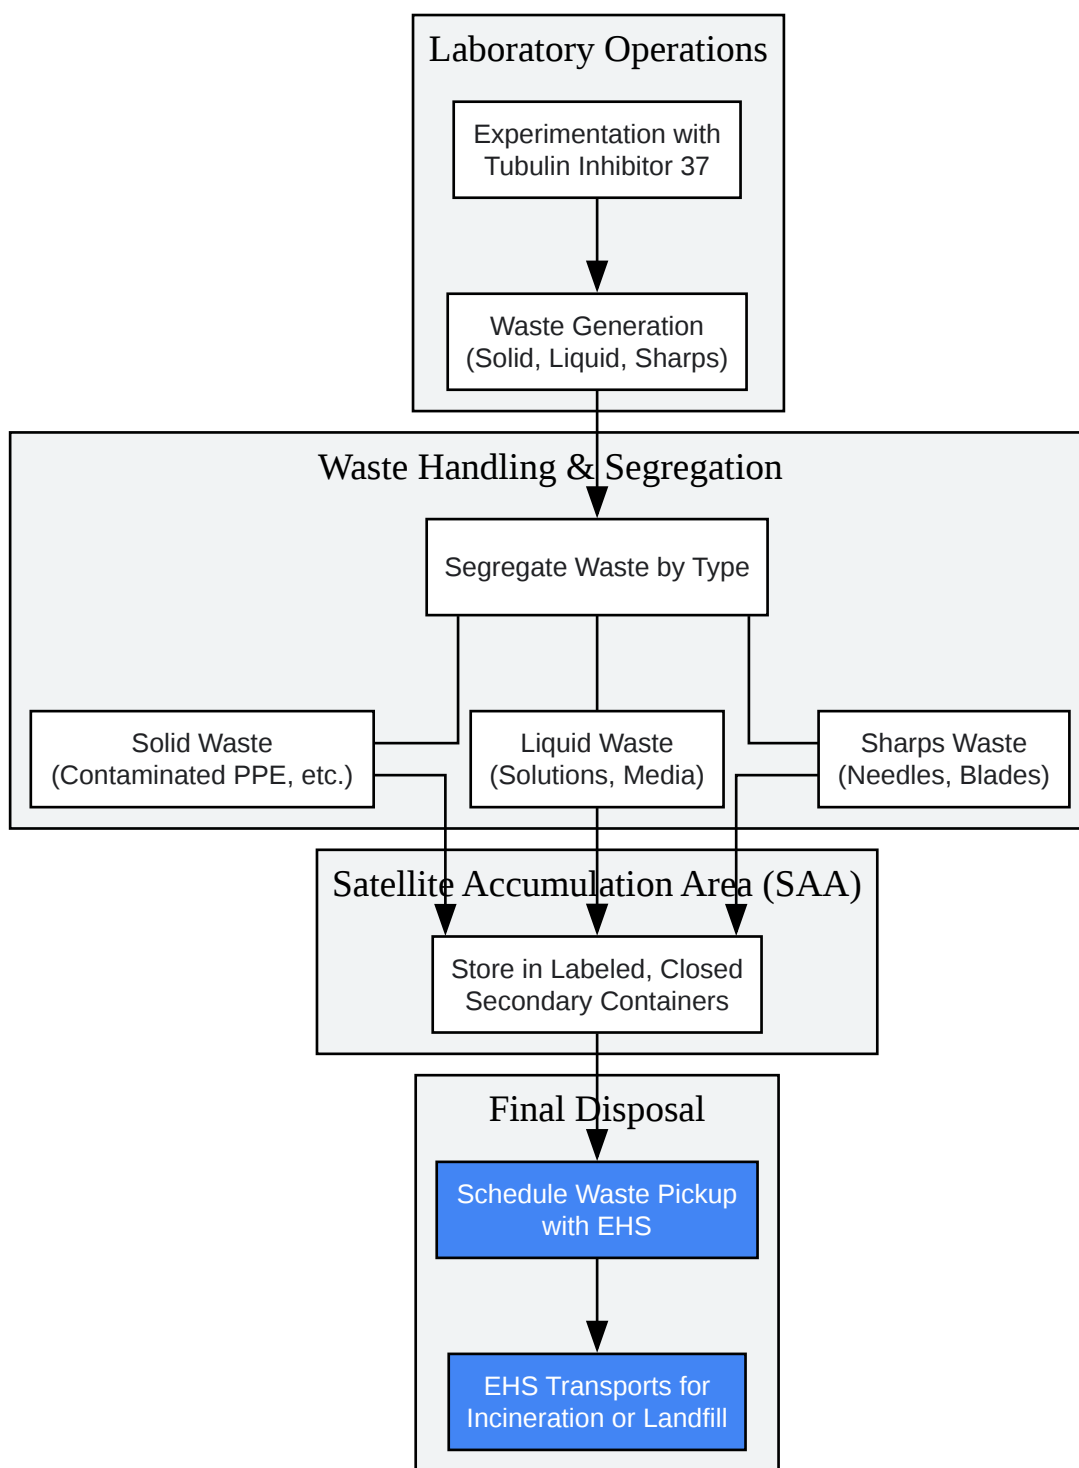 Laboratory Operations
Experimentation with
Tubulin Inhibitor 37
Waste Generation
(Solid, Liquid, Sharps)
Waste Handling & Segregation
Segregate Waste by Type
Solid Waste
(Contaminated PPE, etc.)
Liquid Waste
(Solutions, Media)
Sharps Waste
(Needles, Blades)
Satellite Accumulation Area (SAA)
Store in Labeled, Closed
Secondary Containers
Final Disposal
Schedule Waste Pickup
with EHS
EHS Transports for
Incineration or Landfill